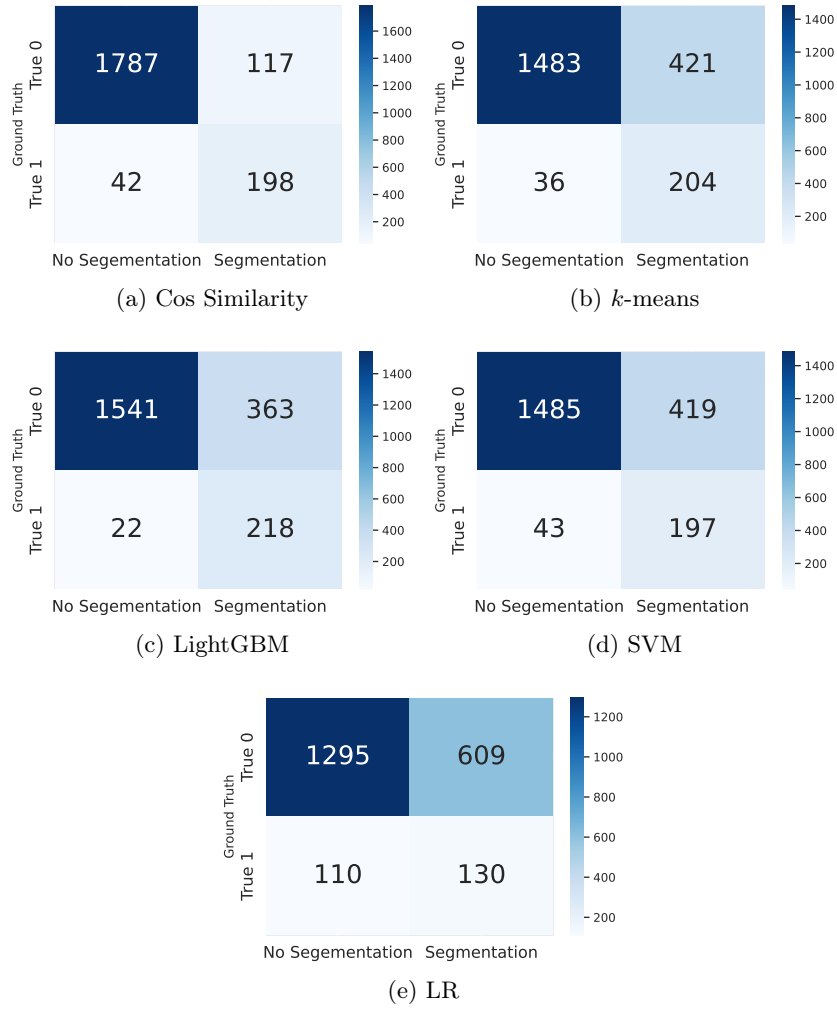 Ground Truth
True 0
True 1
1787 117
42 198
No Segementation Segmentation
1600
1400
1200
1000
800
600
400
200
(a) Cos Similarity
Ground Truth
True 0
True 1
1483 421
36 204
No Segementation Segmentation
1400
1200
1000
800
600
400
200
(b) k-means
Ground Truth
True 0
True 1
1541 363
22 218
No Segementation Segmentation
1400
1200
1000
800
600
400
200
(c) LightGBM
Ground Truth
True 0
True 1
1485 419
43 197
No Segementation Segmentation
1400
1200
1000
800
600
400
200
(d) SVM
Ground Truth
True 0
True 1
1295 609
110 130
No Segementation Segmentation
1200
1000
800
600
400
200
(e) LR